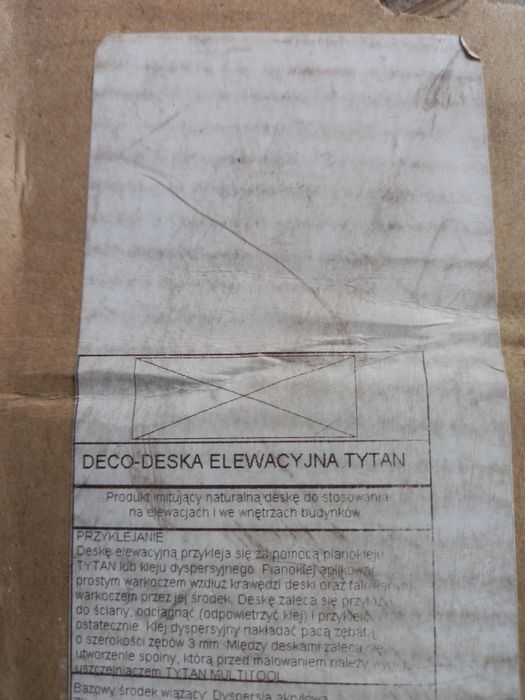 DECO-DESKA ELEWACYJNA TYTAN
Produkt imitujący naturalną deskę do stosowania
na elewacjach i we wnętrzach budynków
PRZYKLEJANIE
Deskę elewacyjną przykleja się za pomocą pianokleju
TYTAN lub kleju dyspersyjnego. Pianoklej aplikować
prostym warkoczem wzdłuż krawędzi deski oraz falowanym
warkoczem przez jej środek. Deskę zaleca się przyłożyć
do ściany, odciągnąć (odpowietrzyć klej) i przykleić
ostatecznie. Klej dyspersyjny nakładać pacą zębatą
o szerokości zębów 3 mm. Między deskami zaleca się
utworzenie spoiny, którą przed malowaniem należy
uszczelniaczem TYTAN MULTITOOL
Bazowy środek wiążący: Dyspersja akrylowa